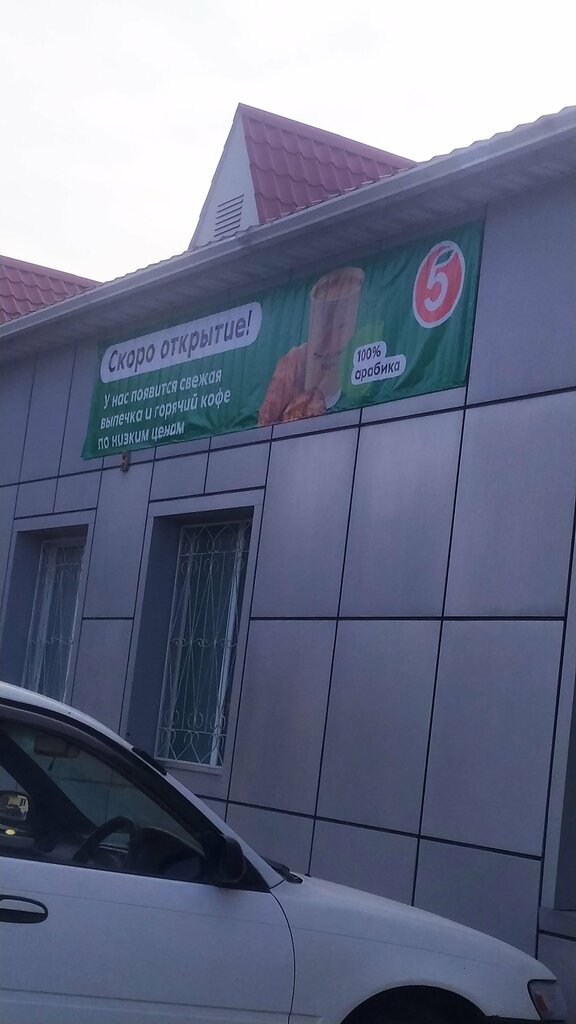 Скоро открытие!
У нас появится свежая
выпечка и горячий кофе
по низким ценам
100%
арабика
5